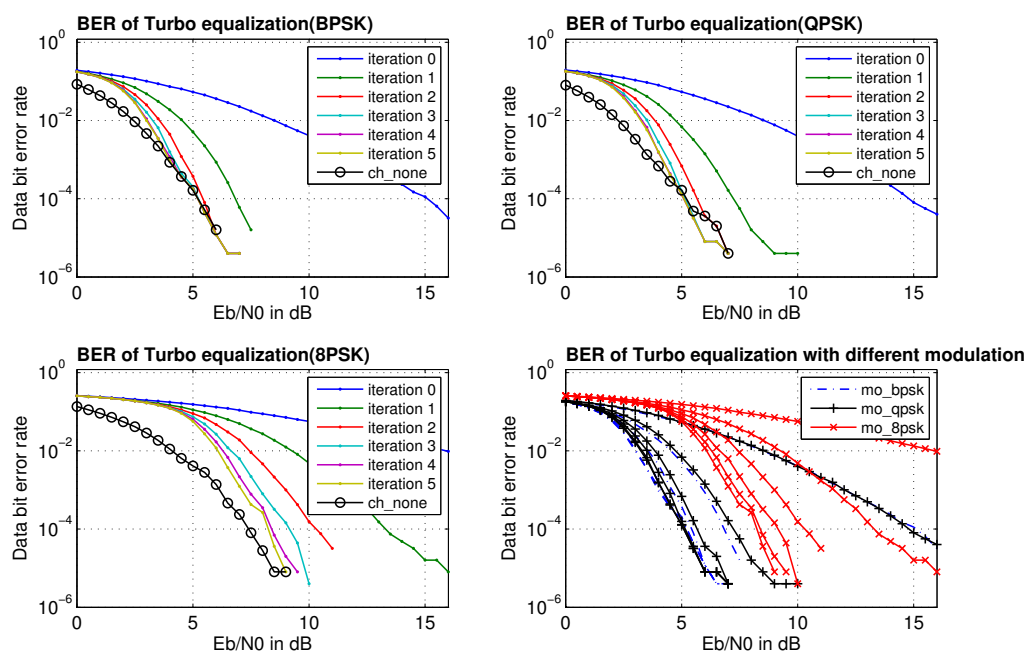 BER of Turbo equalization(BPSK)
Data bit error rate
10^0
10^-2
10^-4
10^-6
0 5 10 15
Eb/N0 in dB
iteration 0
iteration 1
iteration 2
iteration 3
iteration 4
iteration 5
ch_none
BER of Turbo equalization(QPSK)
Data bit error rate
10^0
10^-2
10^-4
10^-6
0 5 10 15
Eb/N0 in dB
iteration 0
iteration 1
iteration 2
iteration 3
iteration 4
iteration 5
ch_none
BER of Turbo equalization(8PSK)
Data bit error rate
10^0
10^-2
10^-4
10^-6
0 5 10 15
Eb/N0 in dB
iteration 0
iteration 1
iteration 2
iteration 3
iteration 4
iteration 5
ch_none
BER of Turbo equalization with different modulation
Data bit error rate
10^0
10^-2
10^-4
10^-6
0 5 10 15
Eb/N0 in dB
mo_bpsk
mo_qpsk
mo_8psk